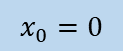 x₀ = 0